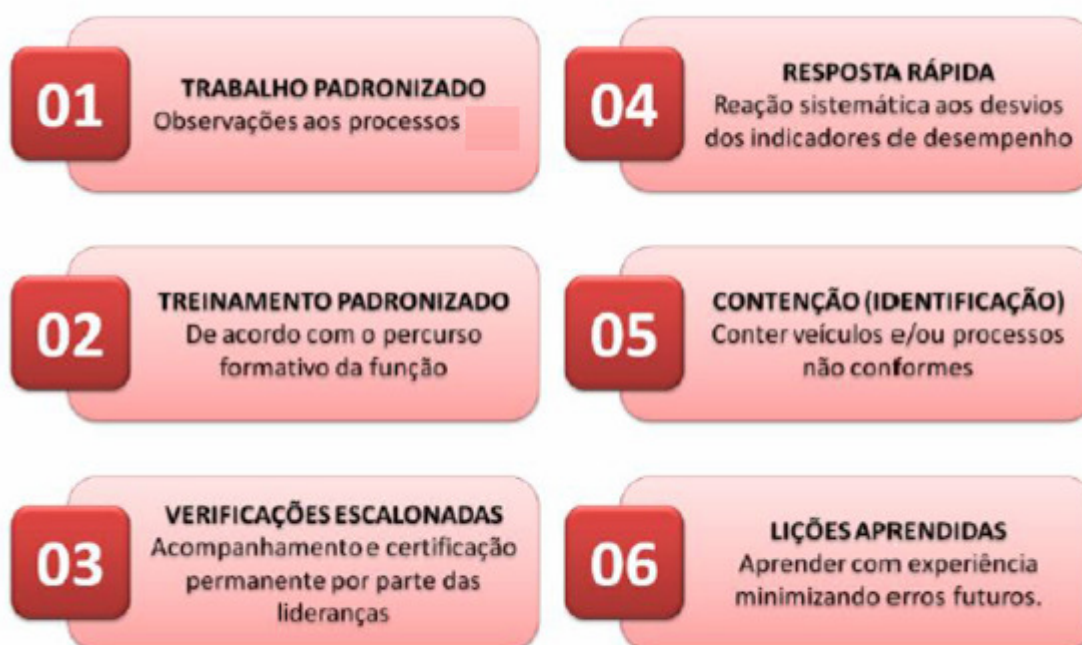 01
TRABALHO PADRONIZADO
Observações aos processos
02
TREINAMENTO PADRONIZADO
De acordo com o percurso
formativo da função
03
VERIFICAÇÕES ESCALONADAS
Acompanhamento e certificação
permanente por parte das
lideranças
04
RESPOSTA RÁPIDA
Reação sistemática aos desvios
dos indicadores de desempenho
05
CONTENÇÃO (IDENTIFICAÇÃO)
Conter veículos e/ou processos
não conformes
06
LIÇÕES APRENDIDAS
Aprender com experiência
minimizando erros futuros.